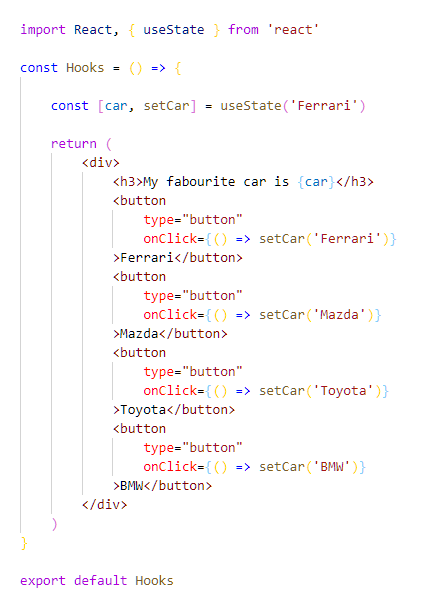 import React, { useState } from 'react'
const Hooks = () => {
const [car, setCar] = useState('Ferrari')
return (
<div>
<h3>My fabourite car is {car}</h3>
<button
type="button"
onClick={() => setCar('Ferrari')}
>Ferrari</button>
<button
type="button"
onClick={() => setCar('Mazda')}
>Mazda</button>
<button
type="button"
onClick={() => setCar('Toyota')}
>Toyota</button>
<button
type="button"
onClick={() => setCar('BMW')}
>BMW</button>
</div>
)
}
export default Hooks